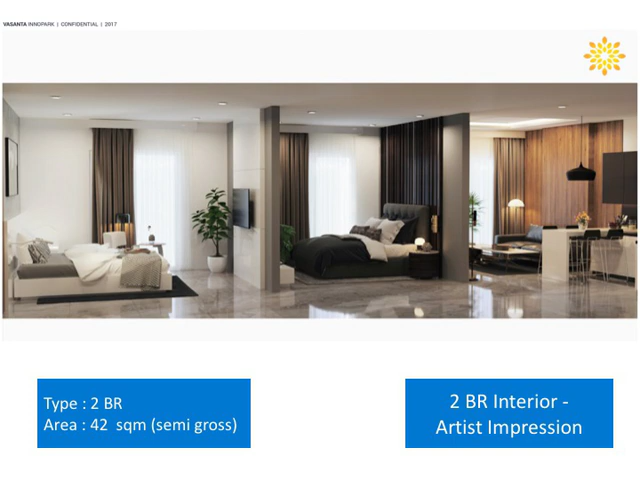 VASANTA INNOPARK | CONFIDENTIAL | 2017
Type : 2 BR
Area : 42 sqm (semi gross)
2 BR Interior -
Artist Impression